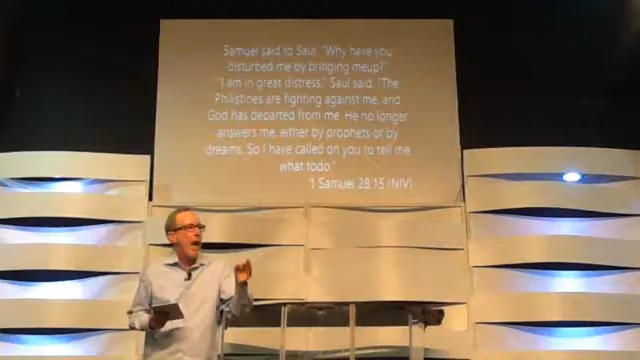 Samuel said to Saul, "Why have you
disturbed me by bringing meup?"
"I am in great distress," Saul said. "The
Philistines are fighting against me, and
God has departed from me. He no longer
answers me, either by prophets or by
dreams. So I have called on you to tell me
what todo."
1 Samuel 28:15 (NIV)